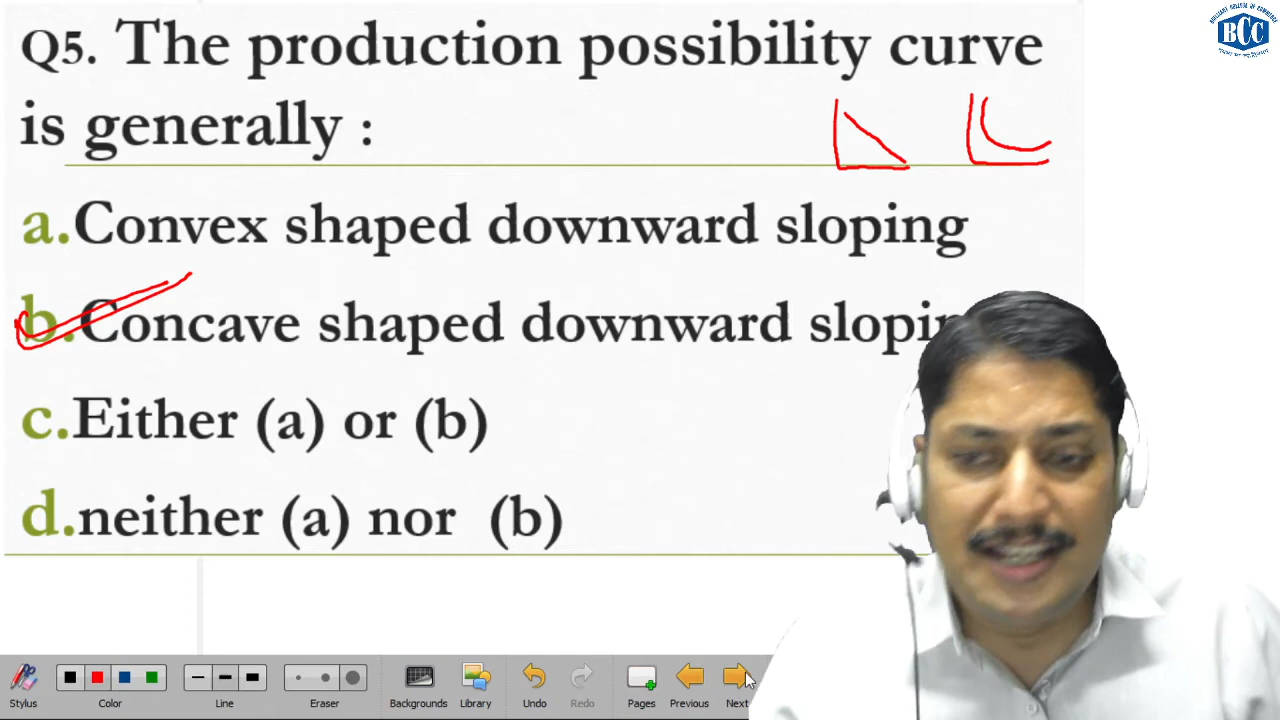 BCC
Q5. The production possibility curve
is generally :
a.Convex shaped downward sloping
b.Concave shaped downward
c.Either (a) or (b)
d.neither (a) nor (b)
Stylus
Color
Line
Eraser
Backgrounds
Library
Undo
Redo
Pages
Previous
Next